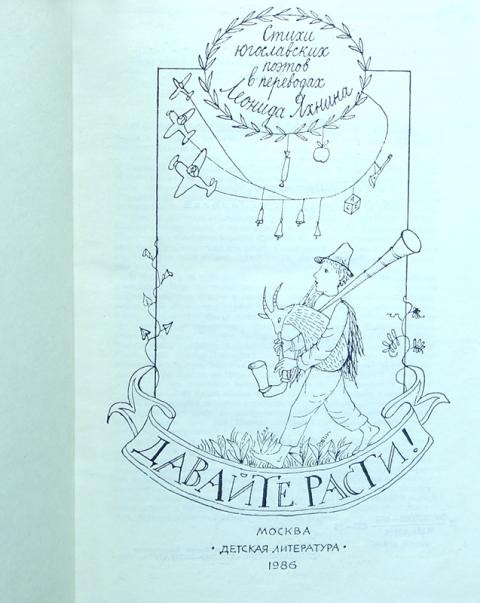 Стихи
югославских
поэтов
в переводах
Леонида Яхнина
ДАВАЙТЕ РАСТИ!
МОСКВА
• ДЕТСКАЯ ЛИТЕРАТУРА •
1986